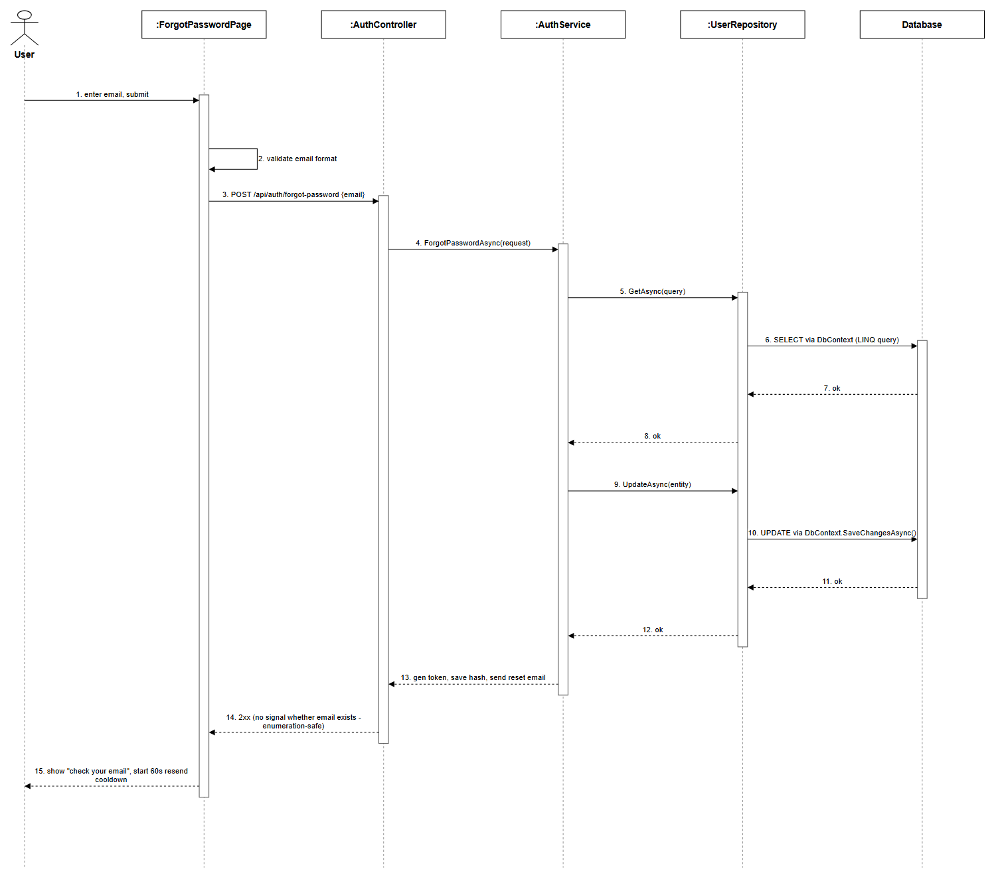 :ForgotPasswordPage
:AuthController
:AuthService
:UserRepository
Database
User
1. enter email, submit
2. validate email format
3. POST /api/auth/forgot-password {email}
4. ForgotPasswordAsync(request)
5. GetAsync(query)
6. SELECT via DbContext (LINQ query)
7. ok
8. ok
9. UpdateAsync(entity)
10. UPDATE via DbContext.SaveChangesAsync()
11. ok
12. ok
13. gen token, save hash, send reset email
14. 2xx (no signal whether email exists -
enumeration-safe)
15. show "check your email", start 60s resend
cooldown